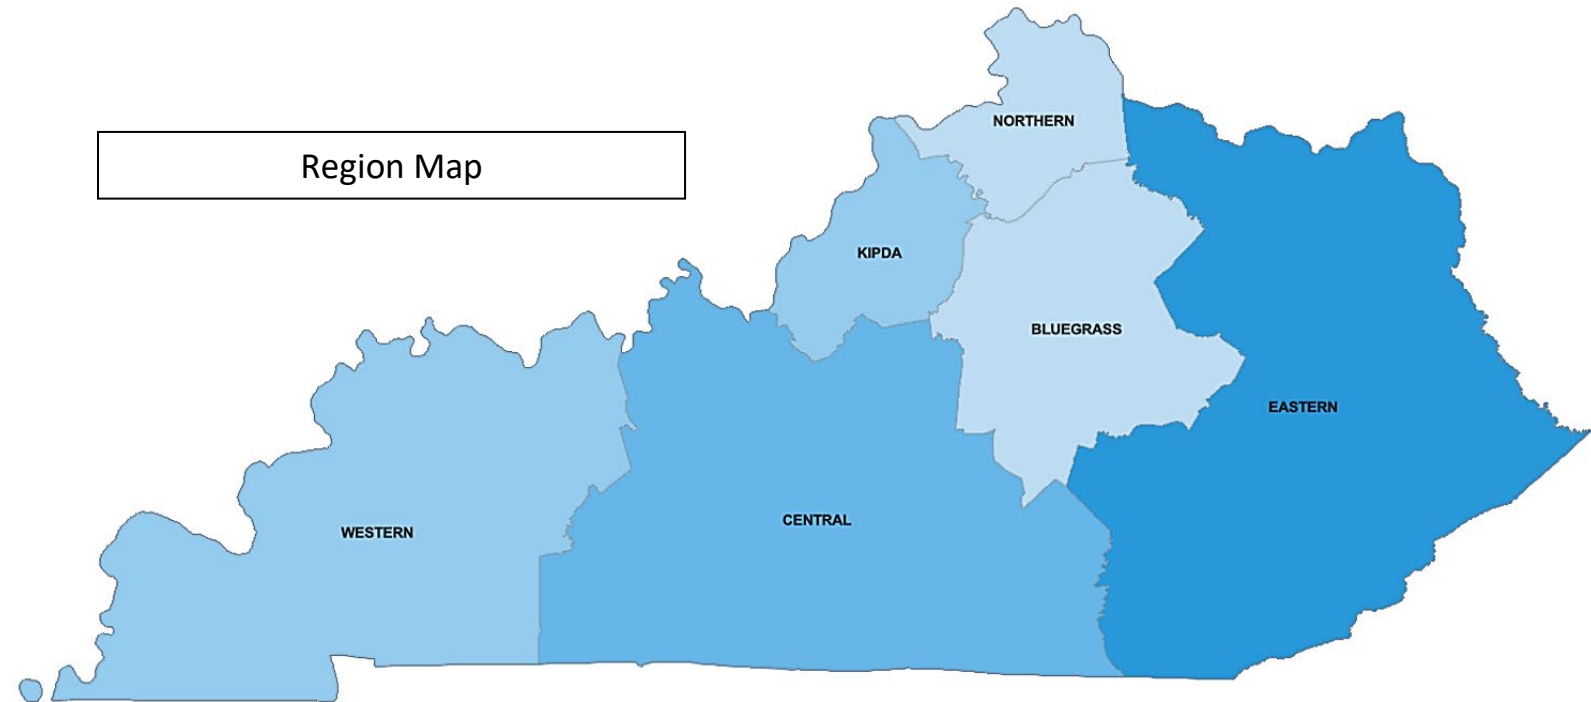 Region Map
NORTHERN
KIPDA
BLUEGRASS
EASTERN
CENTRAL
WESTERN